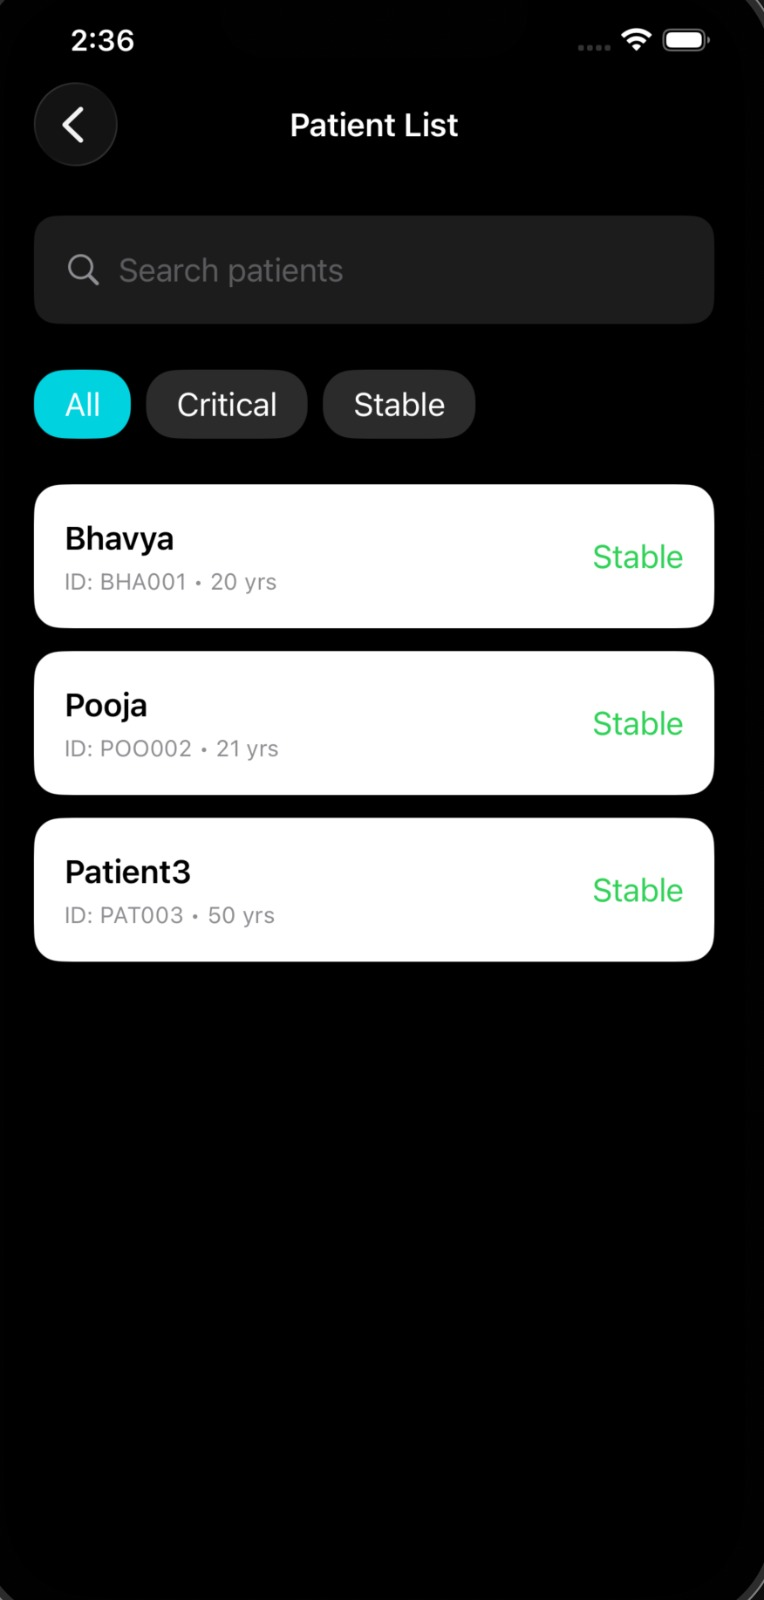 2:36
Patient List
Search patients
All Critical Stable
Bhavya
ID: BHA001 • 20 yrs
Stable
Pooja
ID: POO002 • 21 yrs
Stable
Patient3
ID: PAT003 • 50 yrs
Stable